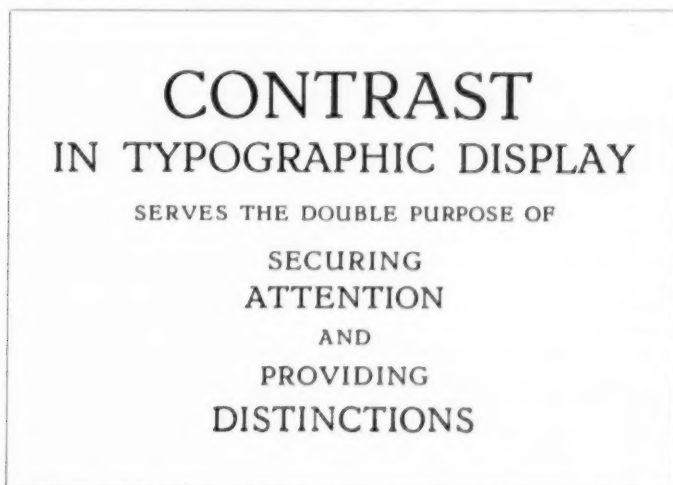 CONTRAST
IN TYPOGRAPHIC DISPLAY
SERVES THE DOUBLE PURPOSE OF
SECURING
ATTENTION
AND
PROVIDING
DISTINCTIONS